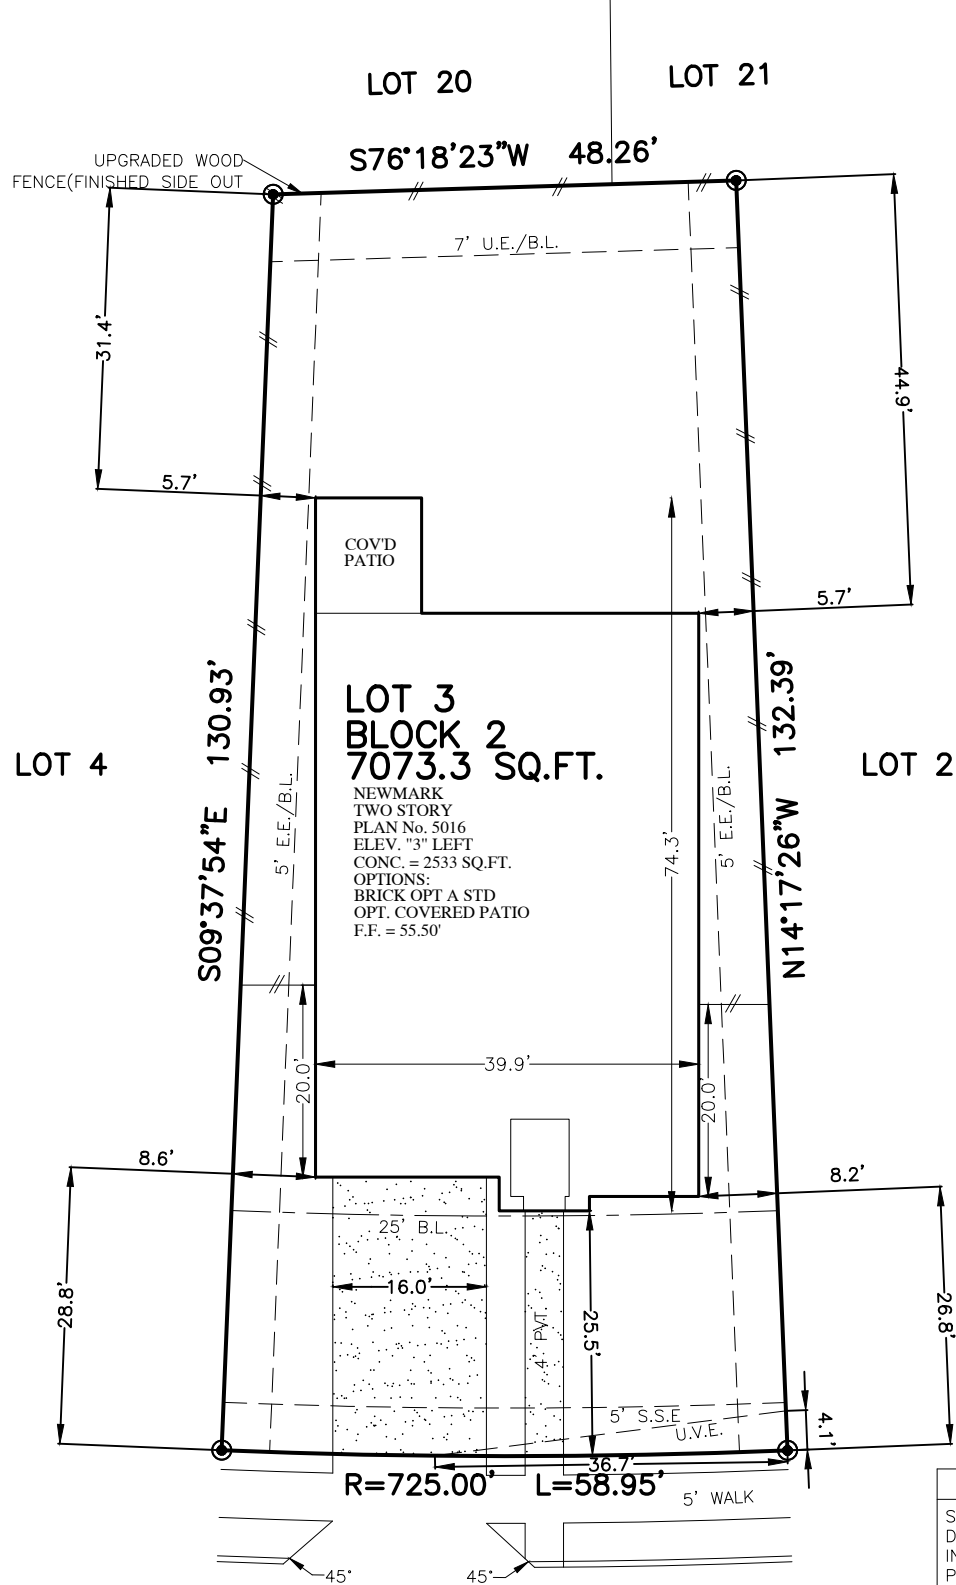 LOT 20
LOT 21
S76°18'23"W 48.26'
UPGRADED WOOD
FENCE(FINISHED SIDE OUT
7' U.E./B.L.
31.4'
44.9'
5.7'
5.7'
COV'D
PATIO
LOT 3
BLOCK 2
7073.3 SQ.FT.
NEWMARK
TWO STORY
PLAN No. 5016
ELEV. "3" LEFT
CONC. = 2533 SQ.FT.
OPTIONS:
BRICK OPT A STD
OPT. COVERED PATIO
F.F. = 55.50'
LOT 4
LOT 2
S09°37'54"E 130.93'
N14°17'26"W 132.39'
5' E.E./B.L.
5' E.E./B.L.
74.3'
39.9'
20.0'
20.0'
8.6'
8.2'
25' B.L.
16.0'
28.8'
26.8'
4' PVT.
25.5'
5' S.S.E
U.V.E.
4.1'
36.7'
R=725.00' L=58.95'
5' WALK
45°
45°